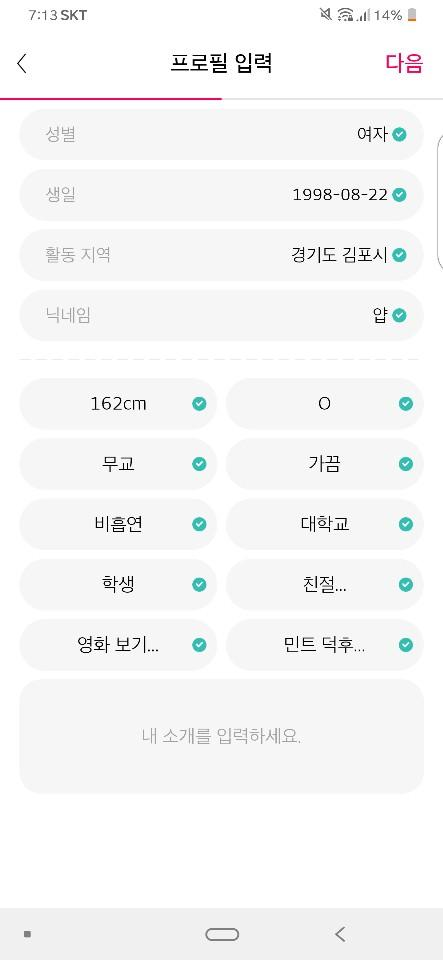 7:13 SKT 14%
프로필 입력 다음
성별 여자
생일 1998-08-22
활동 지역 경기도 김포시
닉네임 얍
162cm O
무교 가끔
비흡연 대학교
학생 친절...
영화 보기... 민트 덕후...
내 소개를 입력하세요.